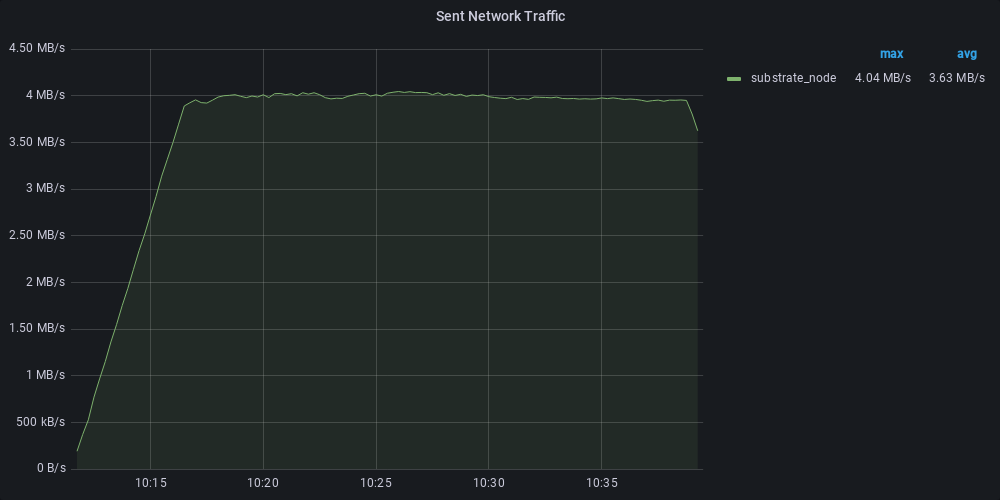 Sent Network Traffic
4.50 MB/s
4 MB/s
3.50 MB/s
3 MB/s
2.50 MB/s
2 MB/s
1.50 MB/s
1 MB/s
500 kB/s
0 B/s
10:15 10:20 10:25 10:30 10:35
max avg
substrate_node 4.04 MB/s 3.63 MB/s